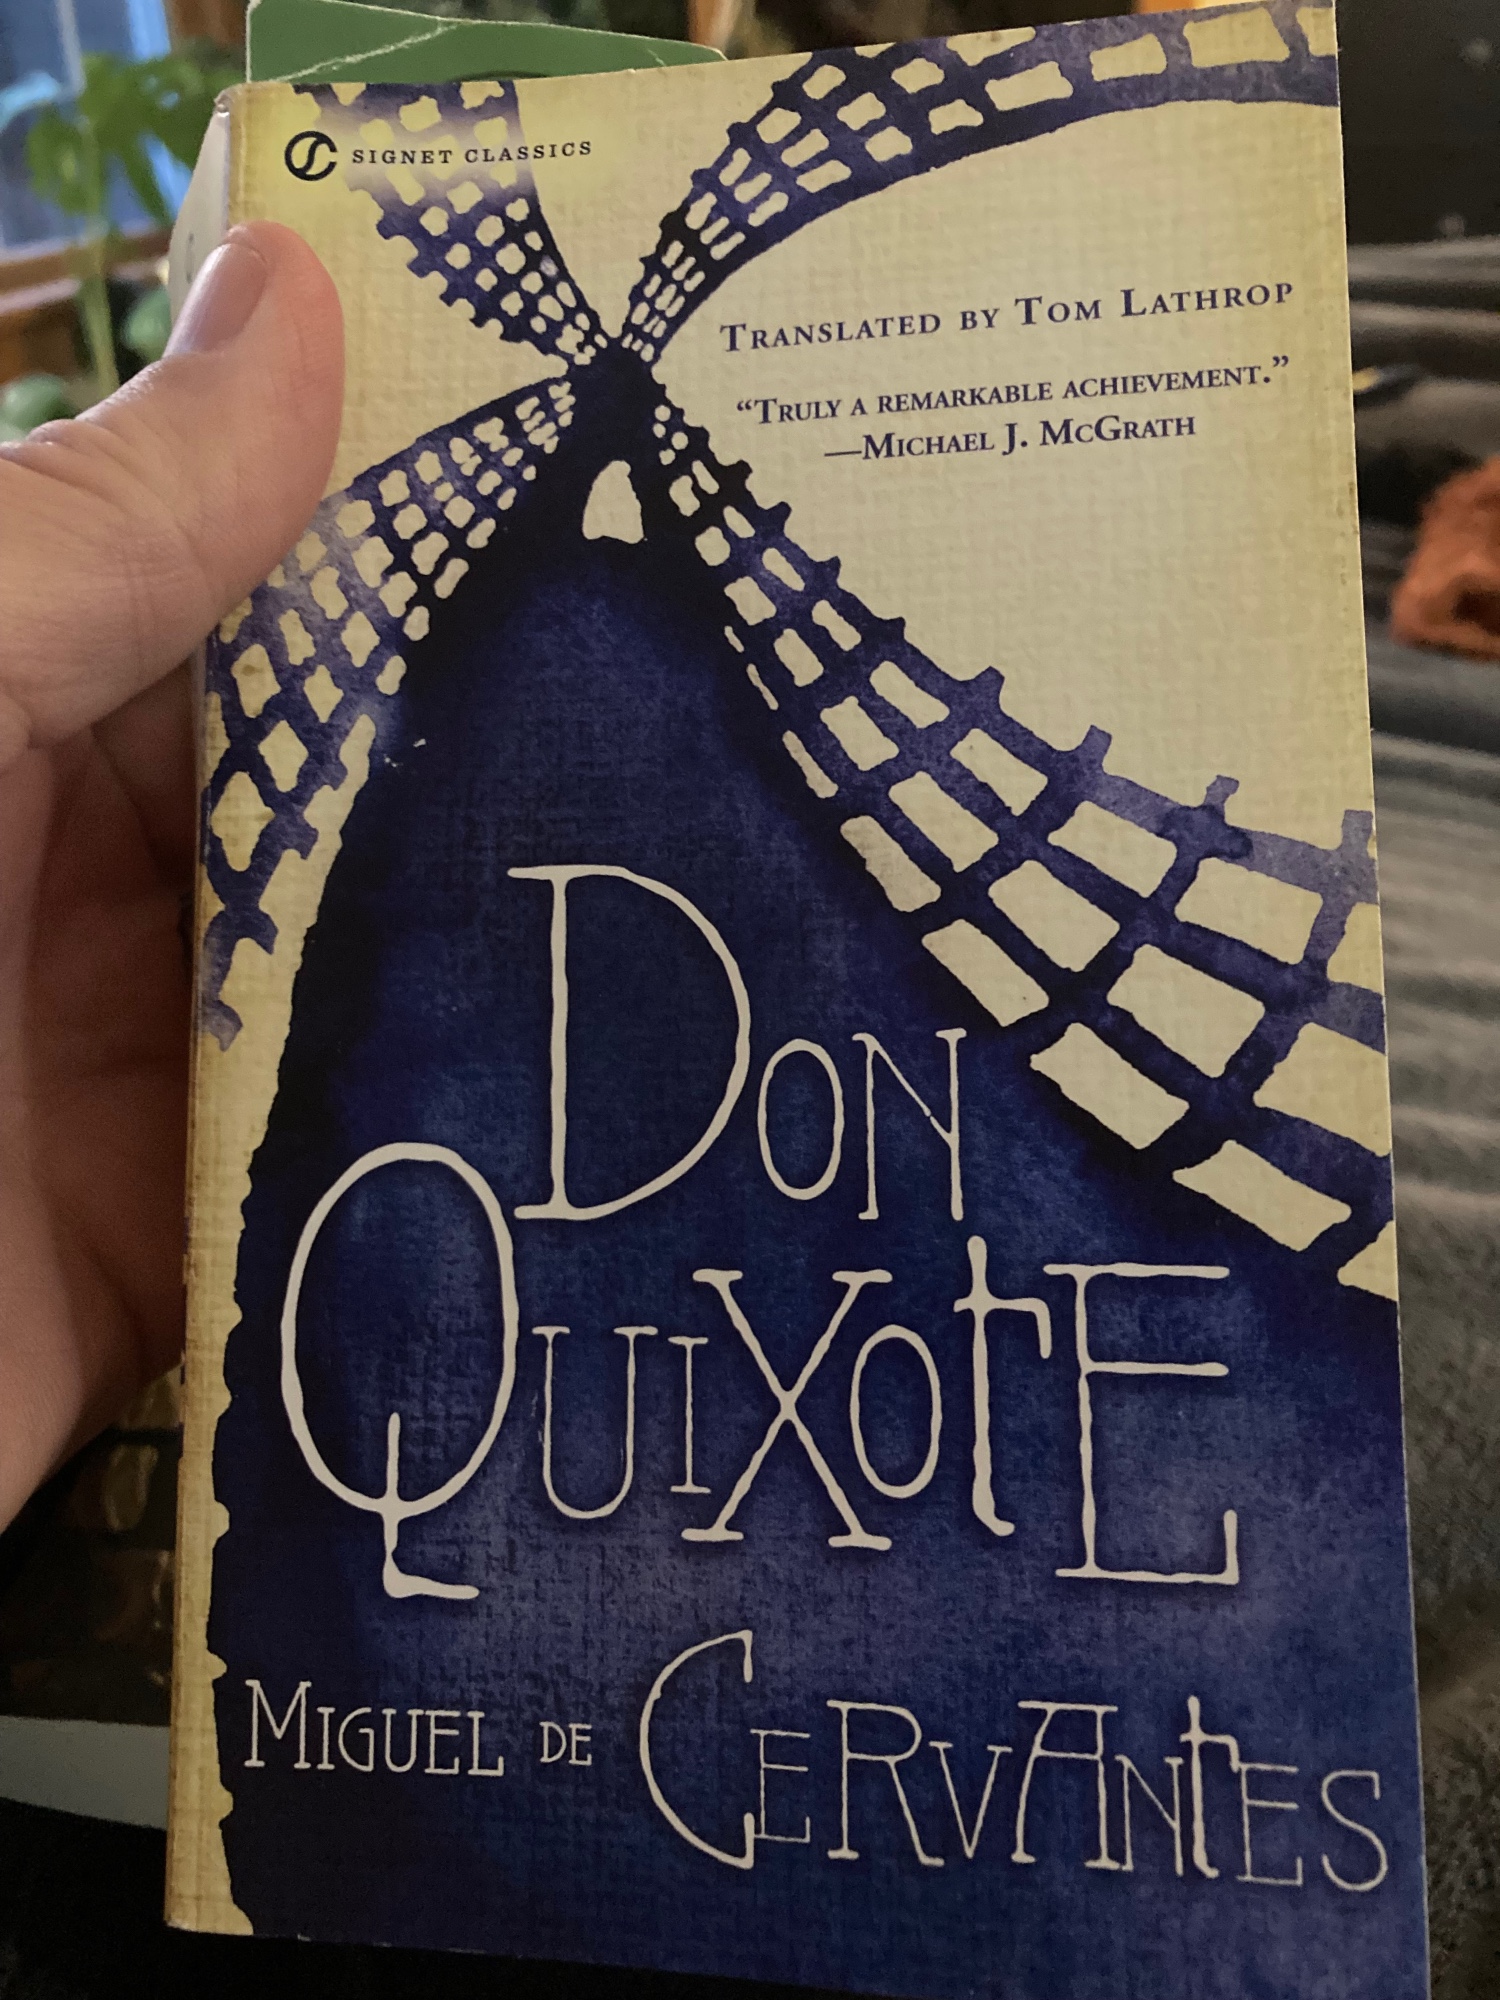 SIGNET CLASSICS
TRANSLATED BY TOM LATHROP
“TRULY A REMARKABLE ACHIEVEMENT.”
—MICHAEL J. MCGRATH
DON
QUIXOTE
MIGUEL DE CERVANTES